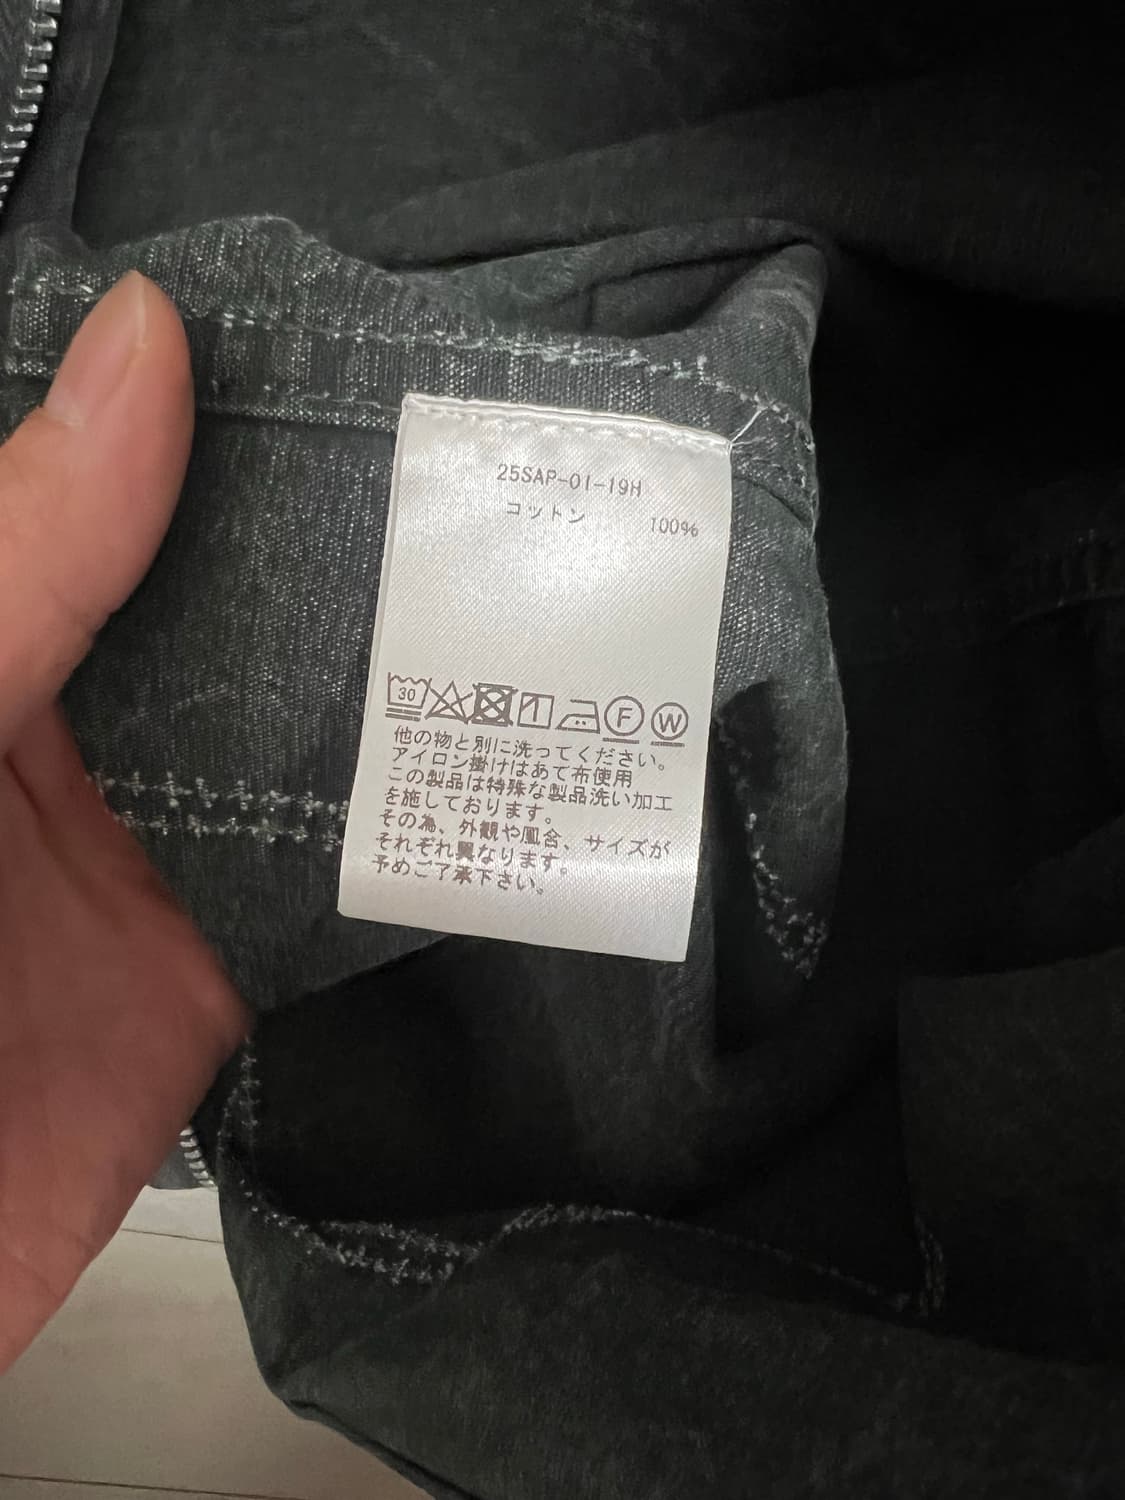 25SAP-01-19H
コットン 100%
30 F W
他の物と別に洗ってください。
アイロン掛けはあて布使用
この製品は特殊な製品洗い加工
を施しております。
その為、外観や風合、サイズが
それぞれ異なります。
予めご了承下さい。